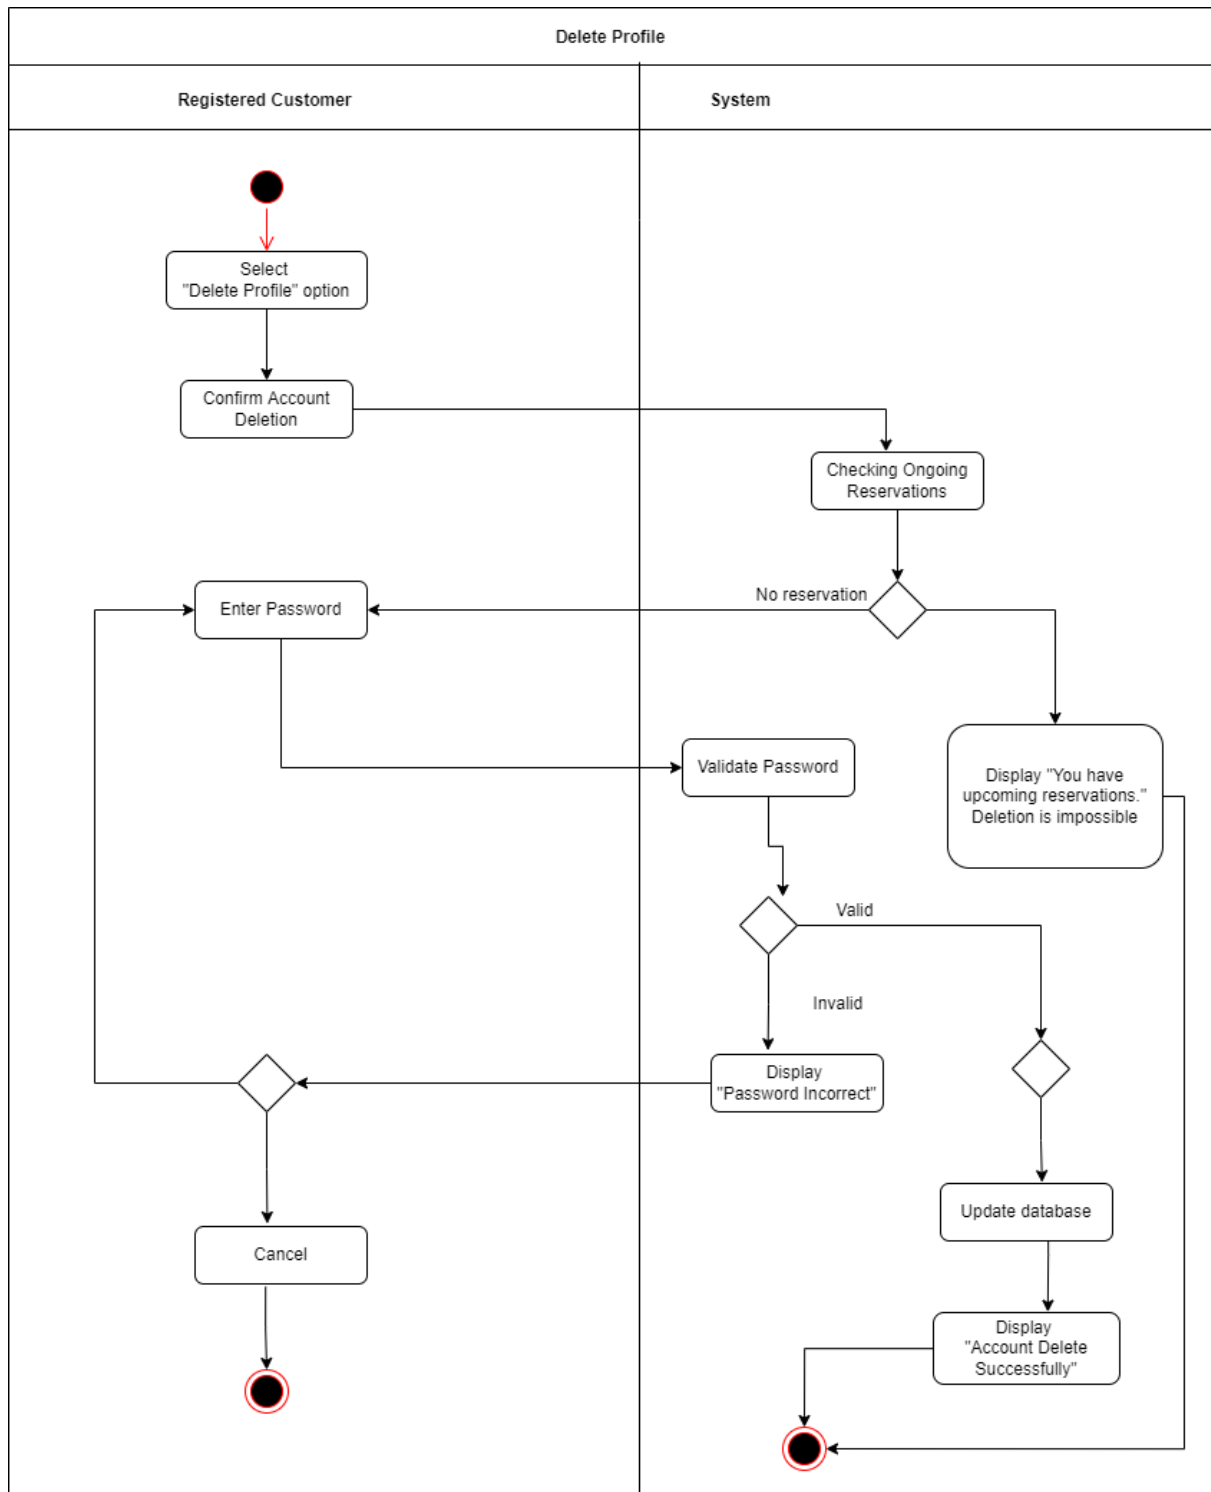 Delete Profile
Registered Customer
System
Select
"Delete Profile" option
Confirm Account
Deletion
Checking Ongoing
Reservations
No reservation
Enter Password
Validate Password
Display "You have
upcoming reservations."
Deletion is impossible
Valid
Invalid
Display
"Password Incorrect"
Update database
Cancel
Display
"Account Delete
Successfully"